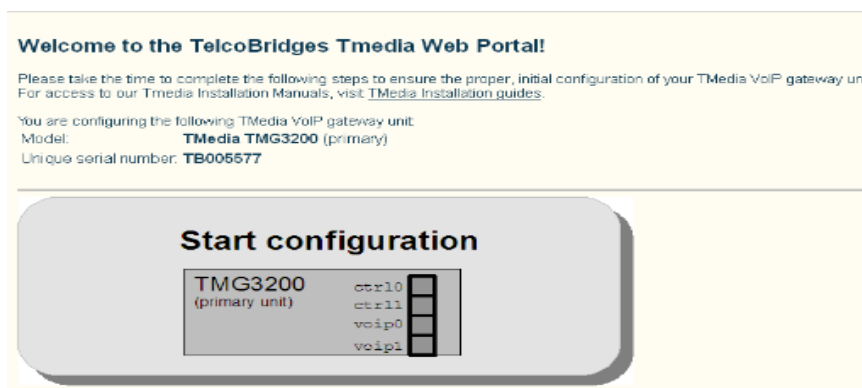 Welcome to the TelcoBridges Tmedia Web Portal!
Please take the time to complete the following steps to ensure the proper, initial configuration of your TMedia VoIP gateway un
For access to our Tmedia Installation Manuals, visit TMedia Installation guides.
You are configuring the following TMedia VoIP gateway unit:
Model: TMedia TMG3200 (primary)
Unique serial number: TB005577
Start configuration
TMG3200
(primary unit)
ctrl0
ctrl1
voip0
voip1